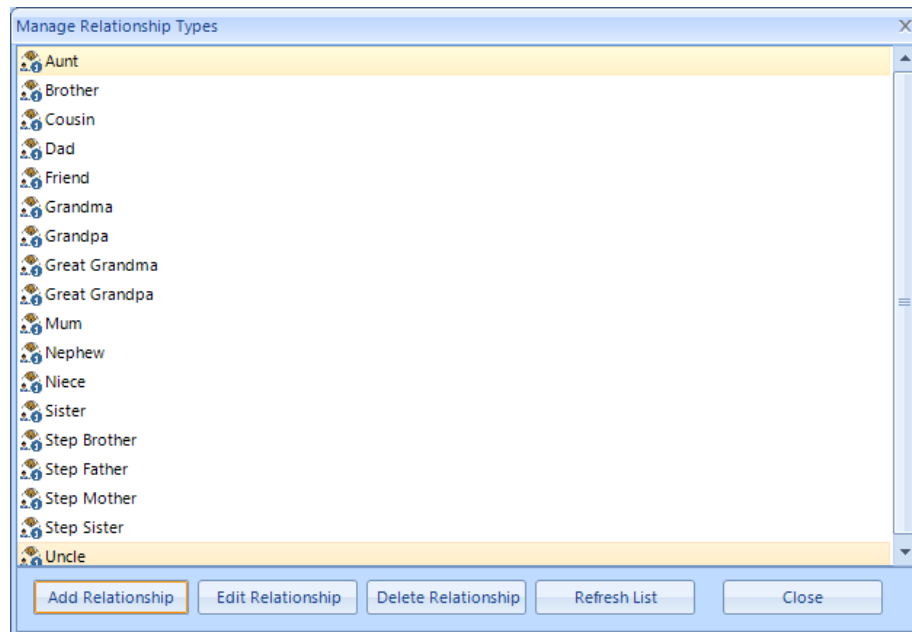 Manage Relationship Types
Aunt
Brother
Cousin
Dad
Friend
Grandma
Grandpa
Great Grandma
Great Grandpa
Mum
Nephew
Niece
Sister
Step Brother
Step Father
Step Mother
Step Sister
Uncle
Add Relationship Edit Relationship Delete Relationship Refresh List Close